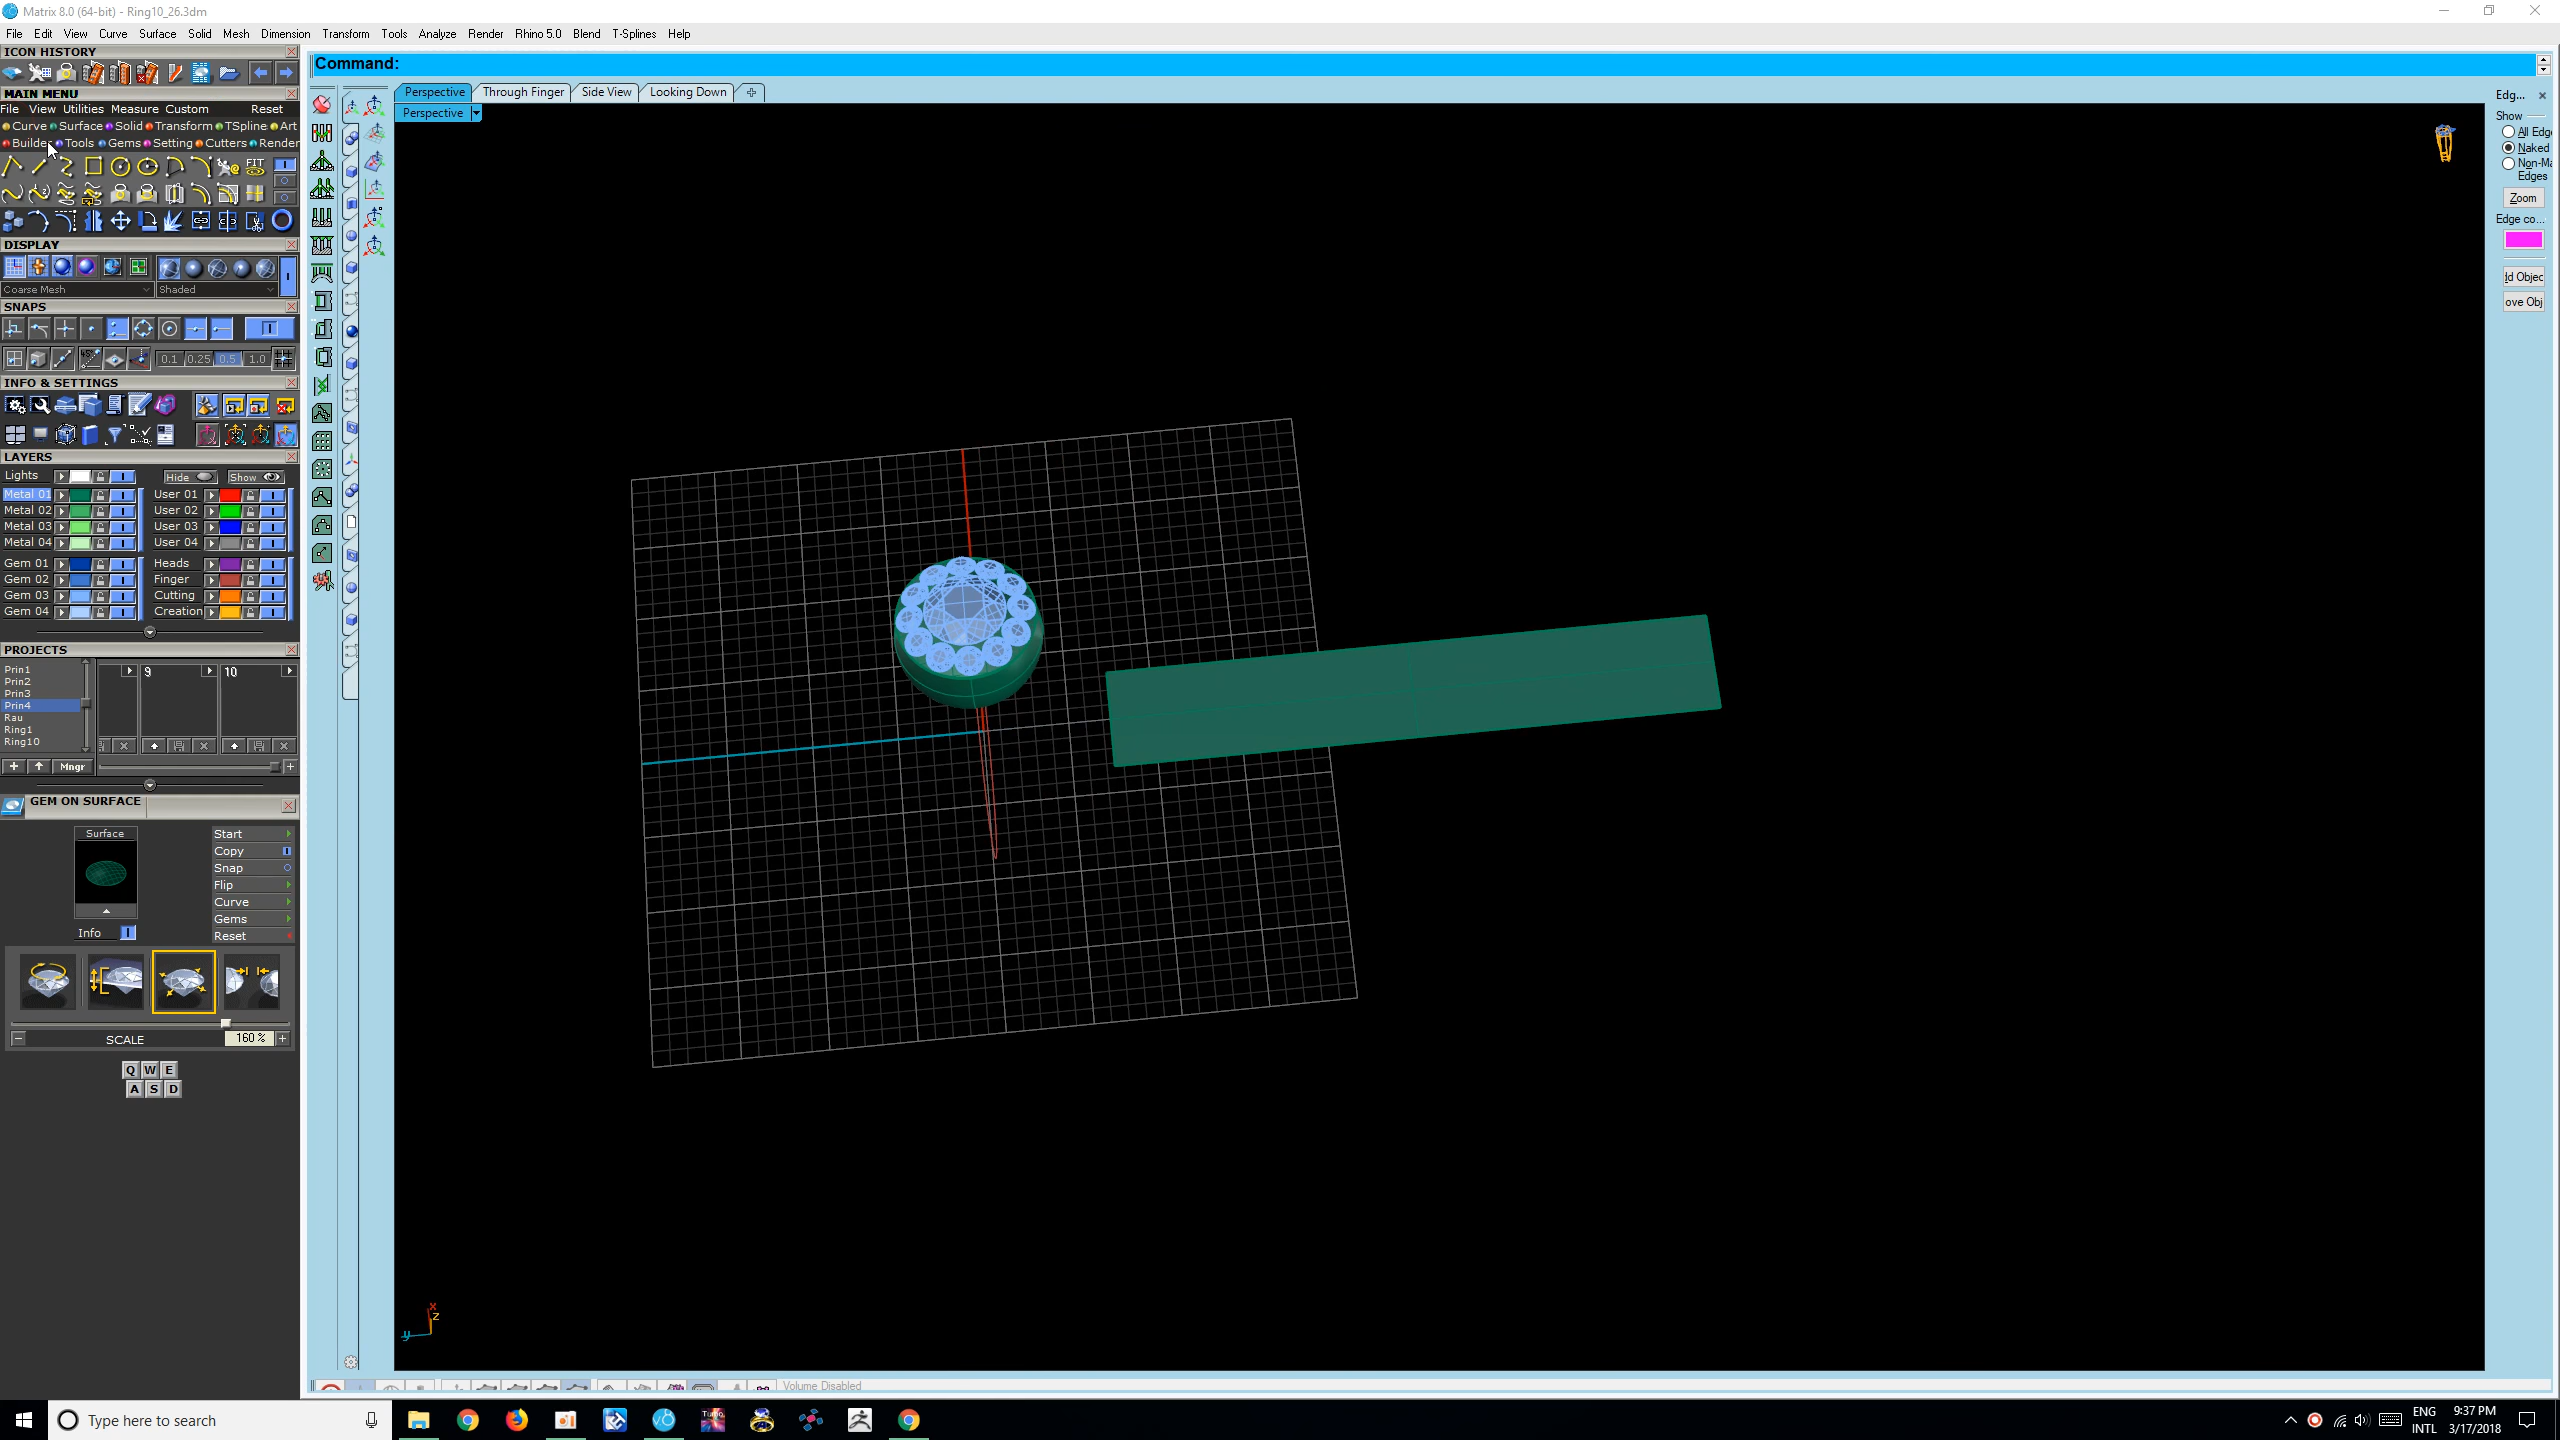 Matrix 8.0 (64-bit) - Ring10_26.3dm
File Edit View Curve Surface Solid Mesh Dimension Transform Tools Analyze Render Rhino 5.0 Blend T-Splines Help
ICON HISTORY
Command:
MAIN MENU
File View Utilities Measure Custom Reset
Curve Surface Solid Transform TSpline Art
Builder Tools Gems Setting Cutters Render
FIT
Perspective Through Finger Side View Looking Down
Perspective
Edg...
Show
All Edg
Naked
Non-Ma
Edges
Zoom
Edge co...
dd Objec
ove Obj
DISPLAY
Coarse Mesh Shaded
SNAPS
0.1 0.25 0.5 1.0
INFO & SETTINGS
LAYERS
Lights Hide Show
Metal 01 User 01
Metal 02 User 02
Metal 03 User 03
Metal 04 User 04
Gem 01 Heads
Gem 02 Finger
Gem 03 Cutting
Gem 04 Creation
PROJECTS
Prin1
Prin2
Prin3
Prin4
Rau
Ring1
Ring10
9 10
Mngr
GEM ON SURFACE
Surface
Start
Copy
Snap
Flip
Curve
Gems
Reset
Info
SCALE 160 %
Q W E
A S D
x
z
y
Volume Disabled
Type here to search
Turbo
ENG
INTL
9:37 PM
3/17/2018